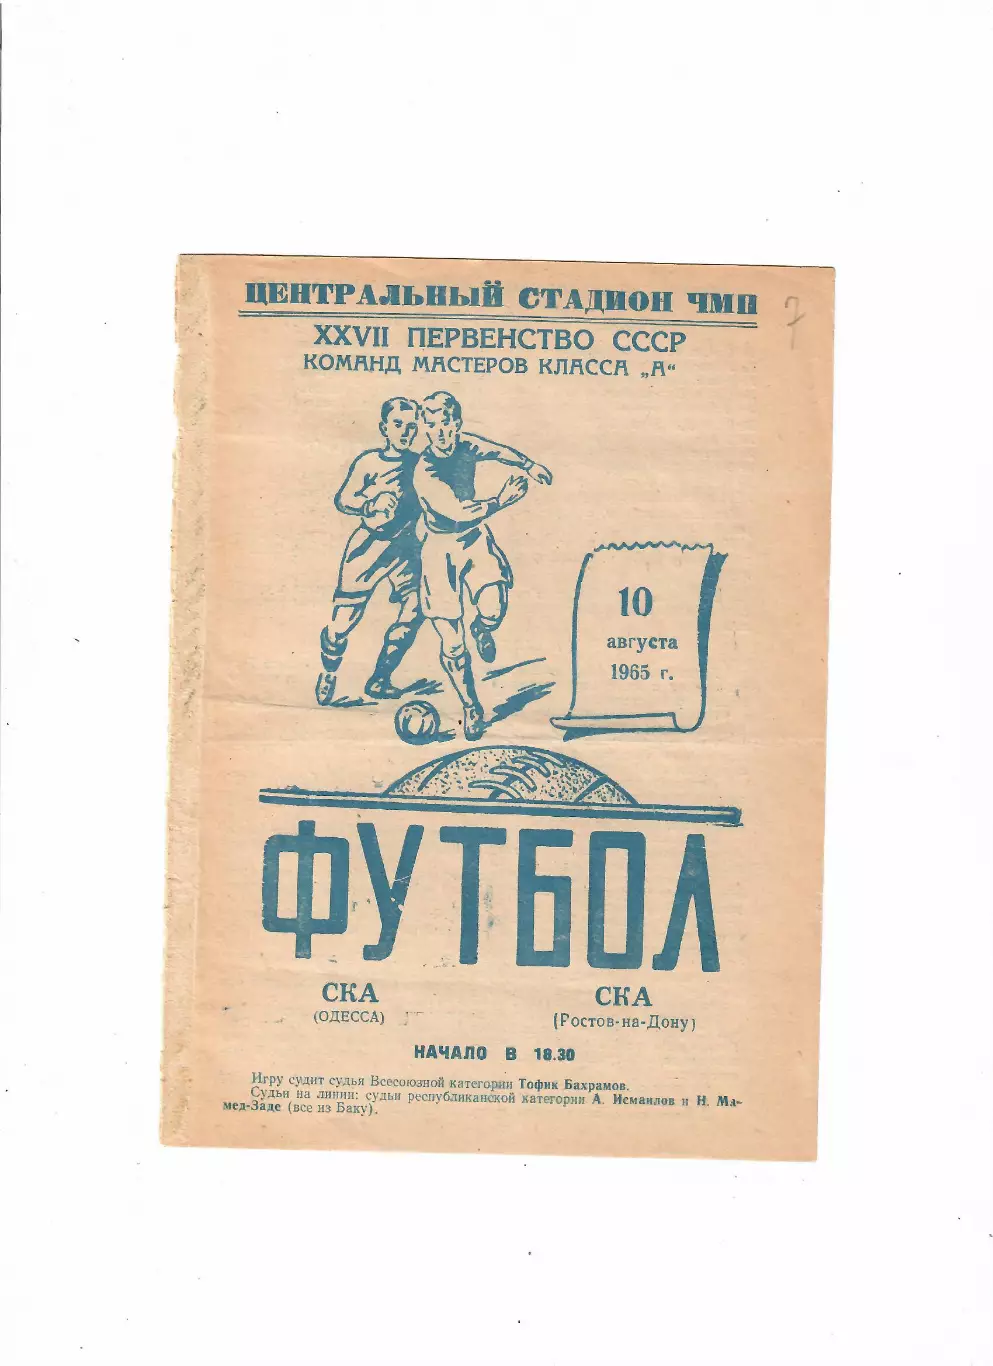 ЦЕНТРАЛЬНЫЙ СТАДИОН ЧМП
7
XXVII ПЕРВЕНСТВО СССР
КОМАНД МАСТЕРОВ КЛАССА „А“
10
августа
1965 г.
ФУТБОЛ
СКА СКА
(ОДЕССА) (Ростов-на-Дону)
НАЧАЛО В 18.30
Игру судит судья Всесоюзной категории Тофик Бахрамов.
Судьи на линии: судьи республиканской категории А. Исмаилов и Н. Ма-
мед-Заде (все из Баку).